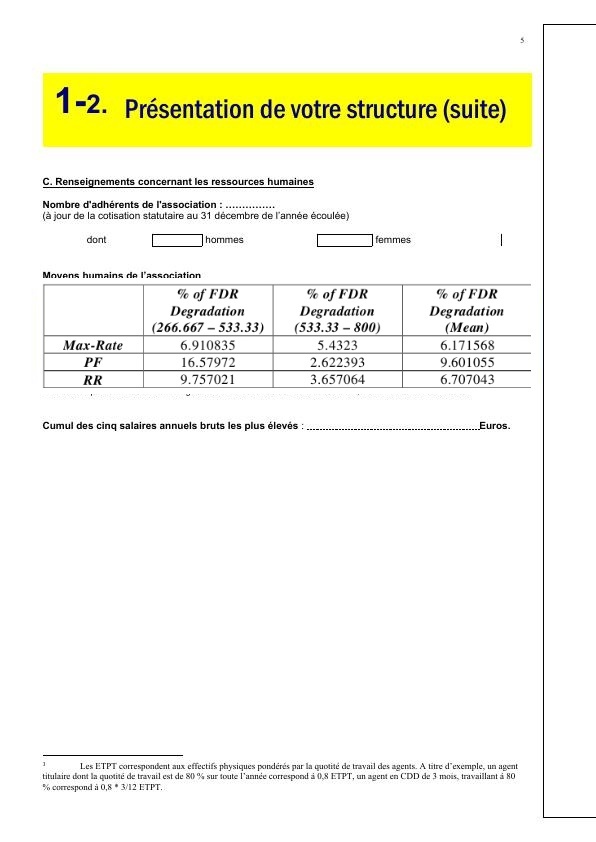 5
1-2. Présentation de votre structure (suite)
C. Renseignements concernant les ressources humaines
Nombre d'adhérents de l'association : ……………
(à jour de la cotisation statutaire au 31 décembre de l'année écoulée)
dont hommes femmes
Moyens humains de l'association
% of FDR Degradation (266.667 – 533.33) % of FDR Degradation (533.33 – 800) % of FDR Degradation (Mean)
Max-Rate 6.910835 5.4323 6.171568
PF 16.57972 2.622393 9.601055
RR 9.757021 3.657064 6.707043
Cumul des cinq salaires annuels bruts les plus élevés : ................................................Euros.
3 Les ETPT correspondent aux effectifs physiques pondérés par la quotité de travail des agents. A titre d'exemple, un agent
titulaire dont la quotité de travail est de 80 % sur toute l'année correspond á 0,8 ETPT, un agent en CDD de 3 mois, travaillant á 80
% correspond á 0,8 * 3/12 ETPT.